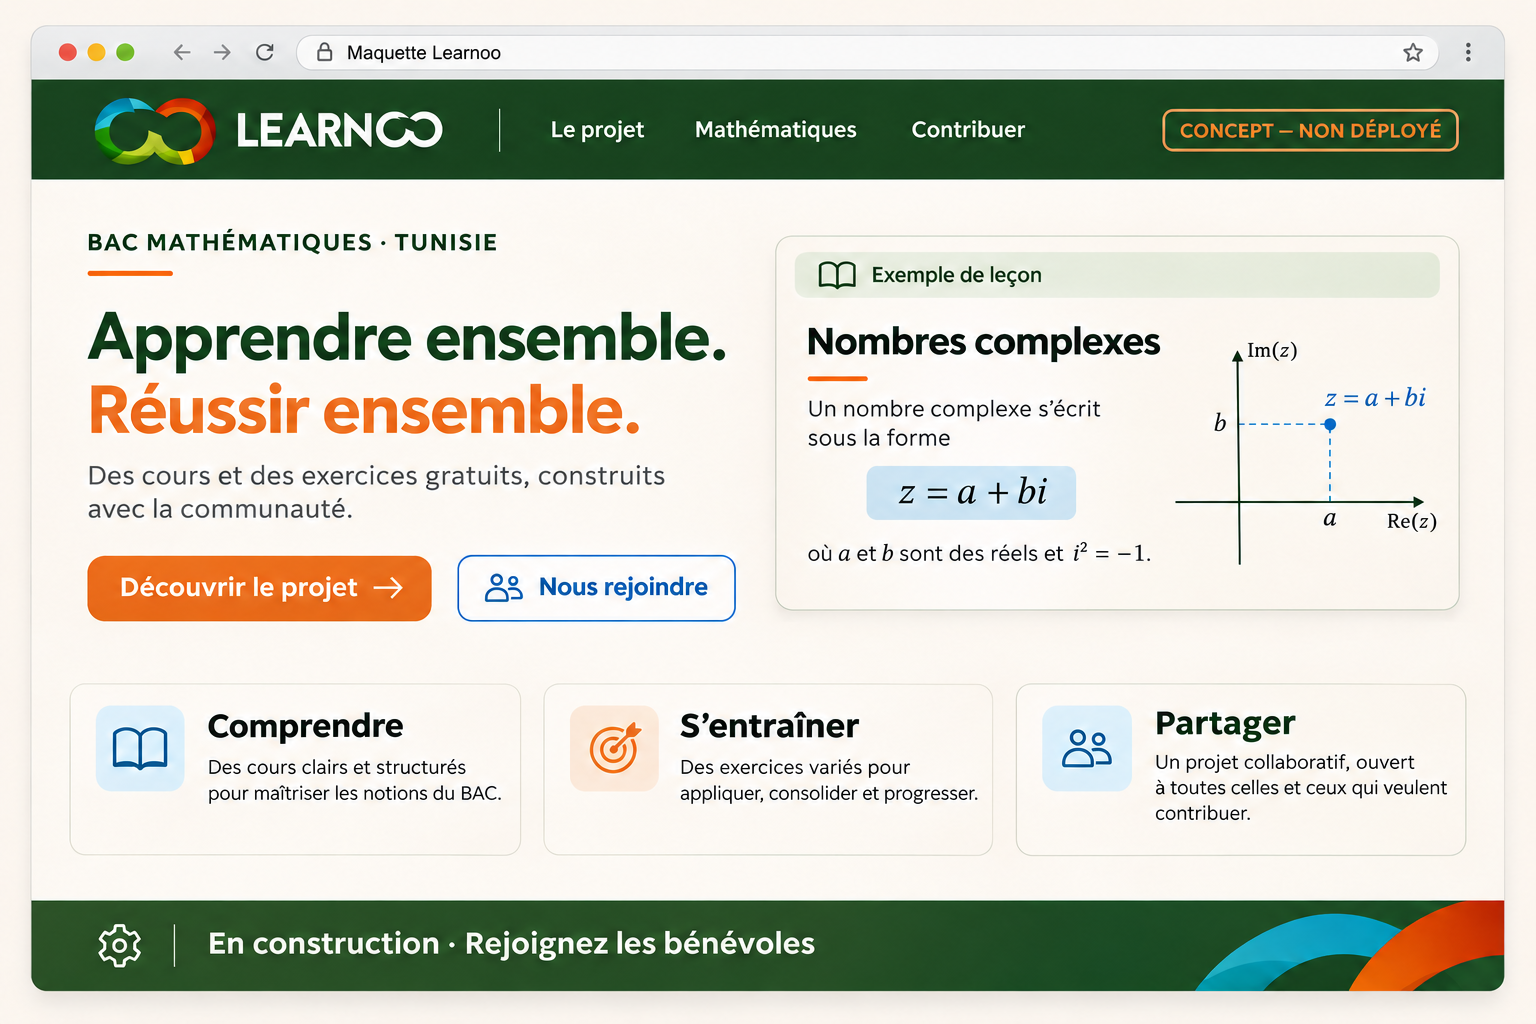 Maquette Learnoo
LEARNOO
Le projet
Mathématiques
Contribuer
CONCEPT – NON DÉPLOYÉ
BAC MATHÉMATIQUES · TUNISIE
Apprendre ensemble.
Réussir ensemble.
Des cours et des exercices gratuits, construits
avec la communauté.
Découvrir le projet →
Nous rejoindre
Exemple de leçon
Nombres complexes
Un nombre complexe s’écrit
sous la forme
z = a + bi
où a et b sont des réels et i² = −1.
Im(z)
z = a + bi
b
a
Re(z)
Comprendre
Des cours clairs et structurés
pour maîtriser les notions du BAC.
S’entraîner
Des exercices variés pour
appliquer, consolider et progresser.
Partager
Un projet collaboratif, ouvert
à toutes celles et ceux qui veulent
contribuer.
En construction · Rejoignez les bénévoles